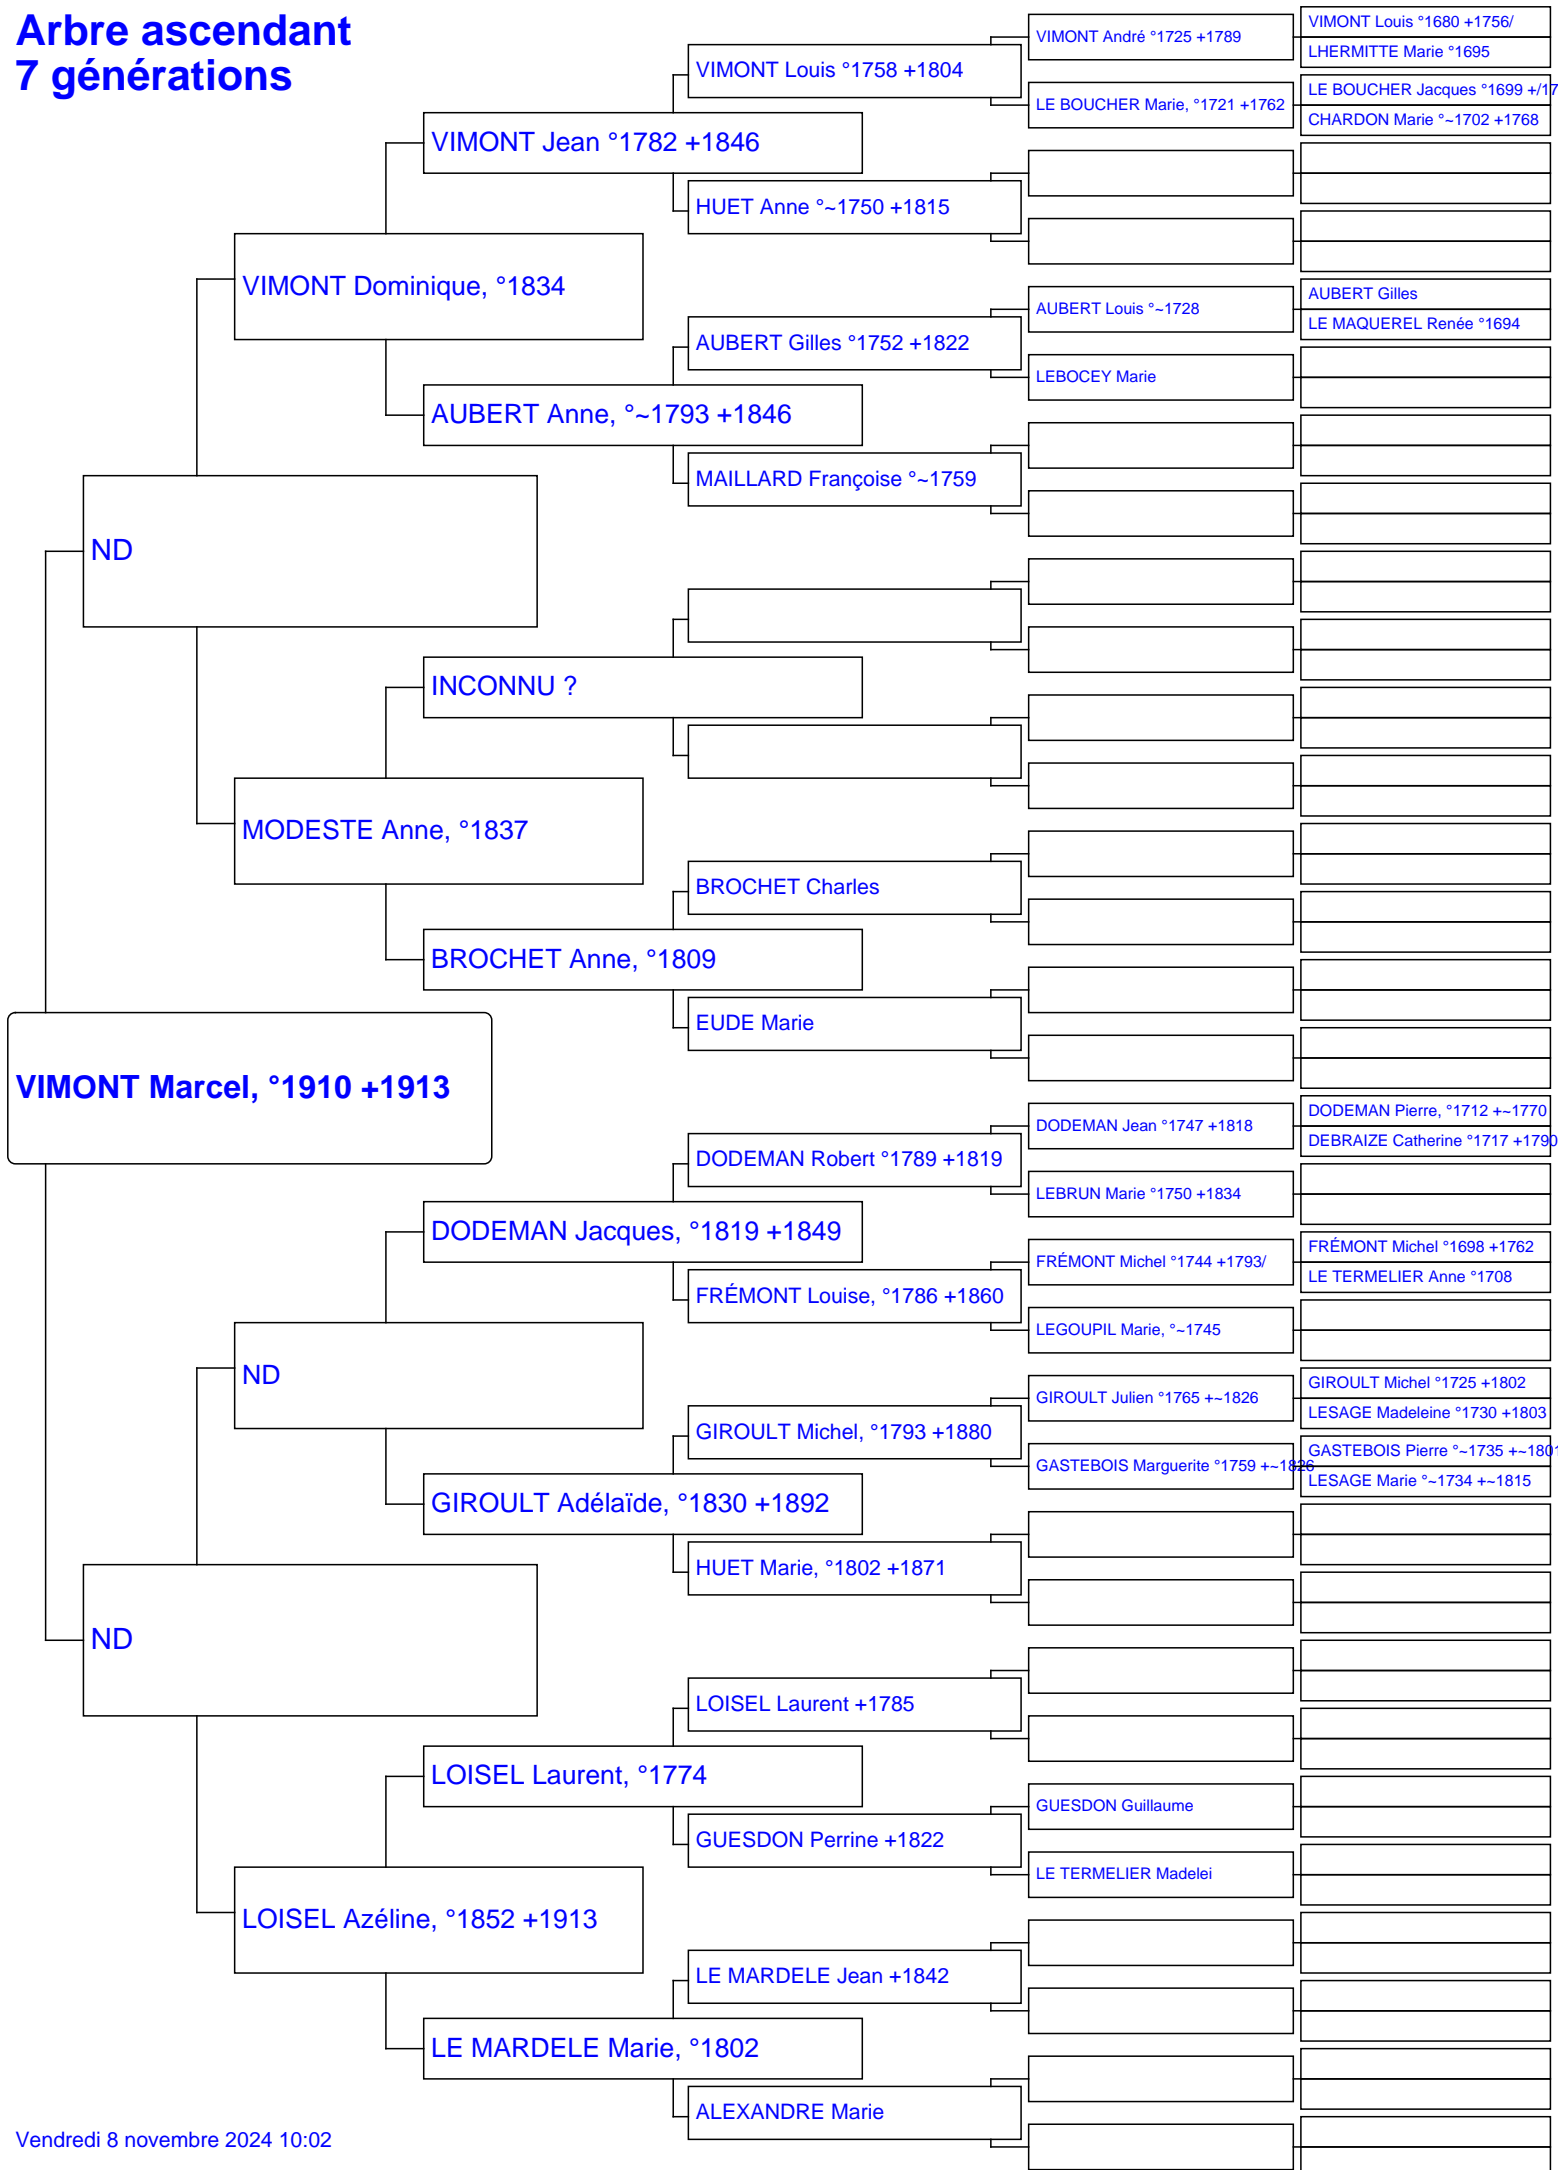 Arbre ascendant
7 générations
VIMONT Marcel, °1910 +1913
ND
ND
VIMONT Dominique, °1834
MODESTE Anne, °1837
ND
LOISEL Azéline, °1852 +1913
VIMONT Jean °1782 +1846
AUBERT Anne, °~1793 +1846
INCONNU ?
BROCHET Anne, °1809
DODEMAN Jacques, °1819 +1849
GIROULT Adélaïde, °1830 +1892
LOISEL Laurent, °1774
LE MARDELE Marie, °1802
VIMONT Louis °1758 +1804
HUET Anne °~1750 +1815
AUBERT Gilles °1752 +1822
MAILLARD Françoise °~1759
BROCHET Charles
EUDE Marie
DODEMAN Robert °1789 +1819
FRÉMONT Louise, °1786 +1860
GIROULT Michel, °1793 +1880
HUET Marie, °1802 +1871
LOISEL Laurent +1785
GUESDON Perrine +1822
LE MARDELE Jean +1842
ALEXANDRE Marie
VIMONT André °1725 +1789
LE BOUCHER Marie, °1721 +1762
AUBERT Louis °~1728
LEBOCEY Marie
DODEMAN Jean °1747 +1818
LEBRUN Marie °1750 +1834
FRÉMONT Michel °1744 +1793/
LEGOUPIL Marie, °~1745
GIROULT Julien °1765 +~1826
GASTEBOIS Marguerite °1759 +~1826
GUESDON Guillaume
LE TERMELIER Madelei
VIMONT Louis °1680 +1756/
LHERMITTE Marie °1695
LE BOUCHER Jacques °1699 +/17
CHARDON Marie °~1702 +1768
AUBERT Gilles
LE MAQUEREL Renée °1694
DODEMAN Pierre, °1712 +~1770
DEBRAIZE Catherine °1717 +1790
FRÉMONT Michel °1698 +1762
LE TERMELIER Anne °1708
GIROULT Michel °1725 +1802
LESAGE Madeleine °1730 +1803
GASTEBOIS Pierre °~1735 +~1801
LESAGE Marie °~1734 +~1815
Vendredi 8 novembre 2024 10:02